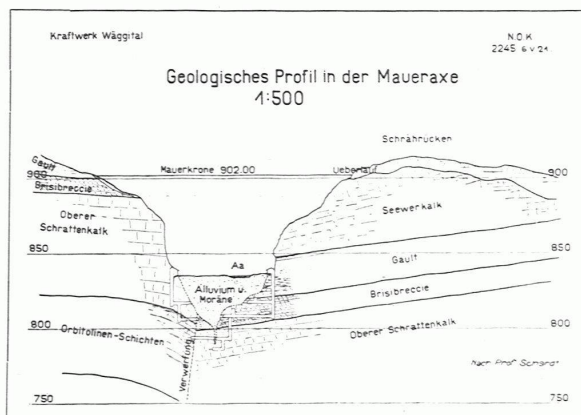 Kraftwerk Wäggital
N.O.K
2245 6 V 21
Geologisches Profil in der Maueraxe
1:500
Schrährücken
Gault
900
Mauerkrone 902.00
Ueberlauf
900
Brisibreccie
Oberer
Schrattenkalk
Seewerkalk
850
850
Aa
Gault
Alluvium u.
Moräne
Brisibreccie
800
Orbitolinen-Schichten
Oberer Schrattenkalk
800
Verwerfung
nach Prof Schardt
750
750